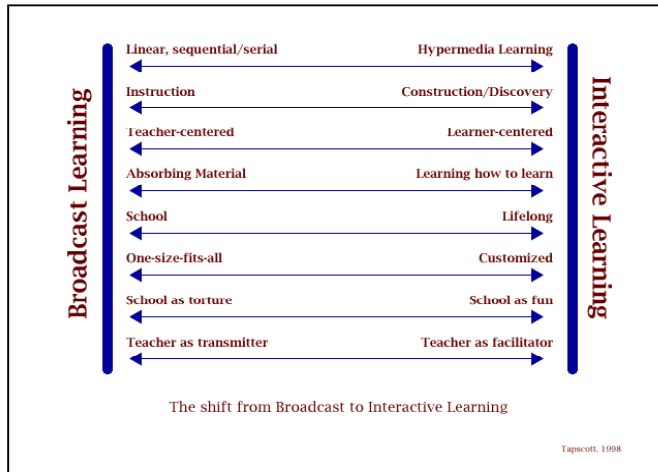 Broadcast Learning
Linear, sequential/serial Hypermedia Learning
Instruction Construction/Discovery
Teacher-centered Learner-centered
Absorbing Material Learning how to learn
School Lifelong
One-size-fits-all Customized
School as torture School as fun
Teacher as transmitter Teacher as facilitator
Interactive Learning
The shift from Broadcast to Interactive Learning
Tapscott, 1998